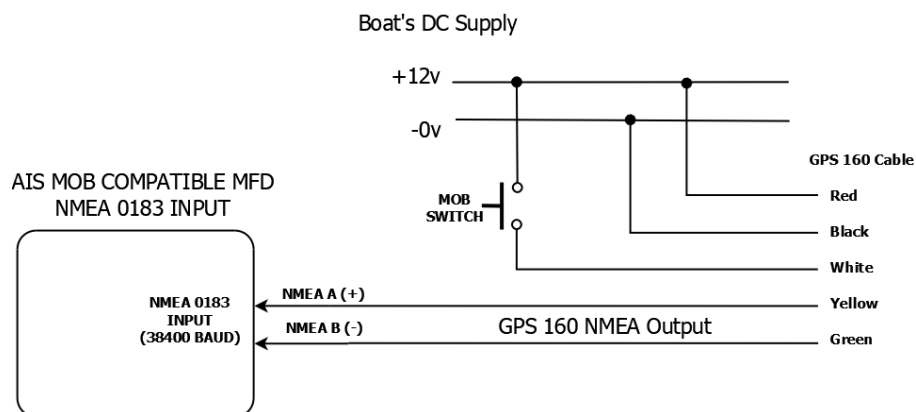 Boat's DC Supply
+12v
-0v
GPS 160 Cable
AIS MOB COMPATIBLE MFD
NMEA 0183 INPUT
MOB
SWITCH
Red
Black
White
NMEA 0183
INPUT
(38400 BAUD)
NMEA A (+)
Yellow
NMEA B (-)
GPS 160 NMEA Output
Green